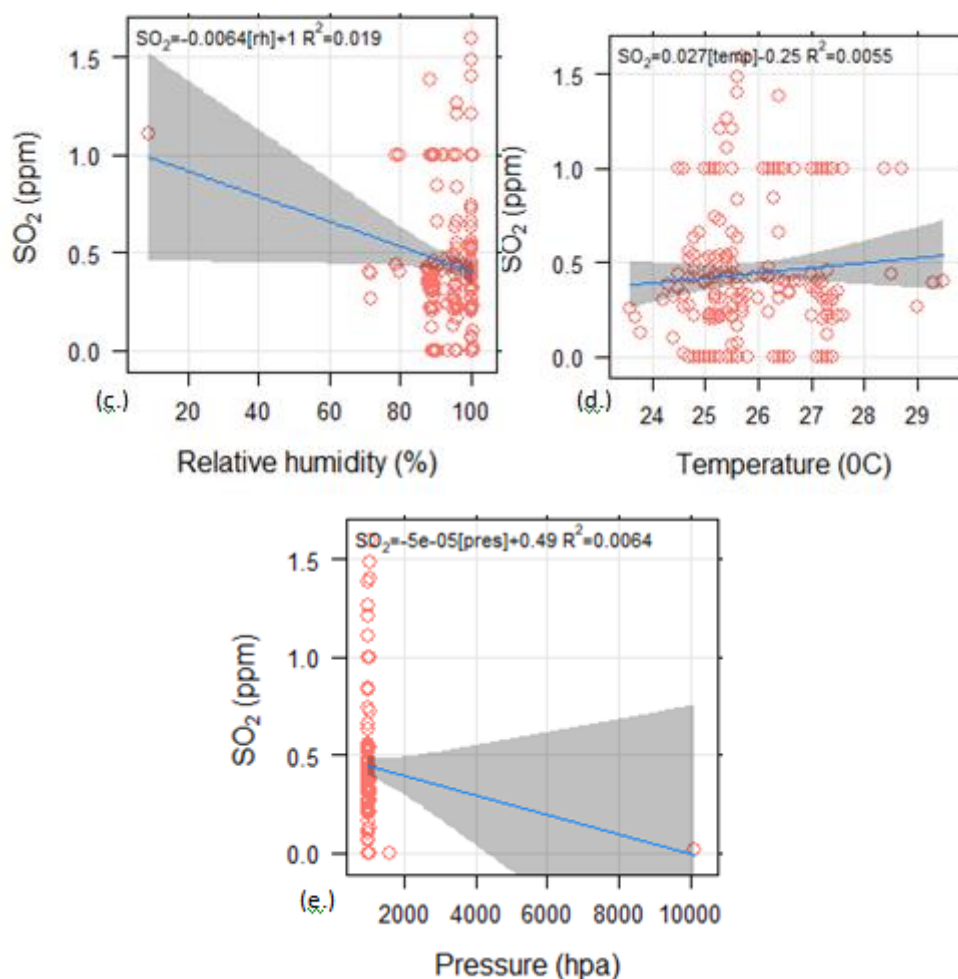 SO₂=-0.0064[rh]+1 R²=0.019
SO₂ (ppm)
1.5
1.0
0.5
0.0
20 40 60 80 100
(c.)
Relative humidity (%)
SO₂=0.027[temp]-0.25 R²=0.0055
SO₂ (ppm)
1.5
1.0
0.5
0.0
24 25 26 27 28 29
(d.)
Temperature (0C)
SO₂=-5e-05[pres]+0.49 R²=0.0064
SO₂ (ppm)
1.5
1.0
0.5
0.0
2000 4000 6000 8000 10000
(e.)
Pressure (hpa)